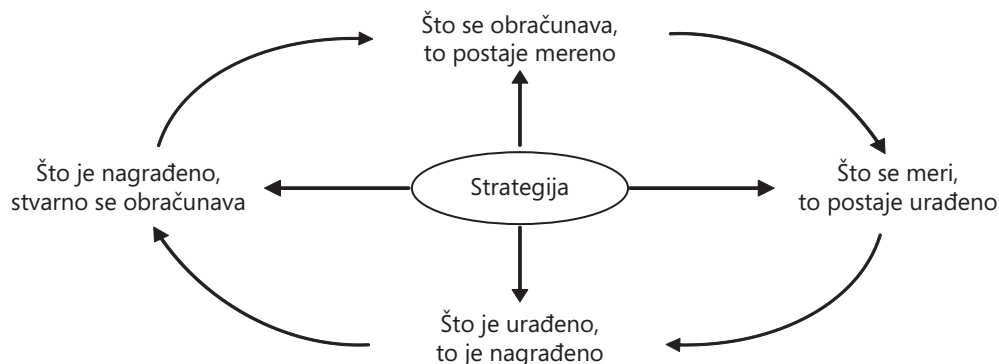 Što se obračunava,
to postaje mereno
Što je nagrađeno,
stvarno se obračunava
Strategija
Što se meri,
to postaje urađeno
Što je urađeno,
to je nagrađeno